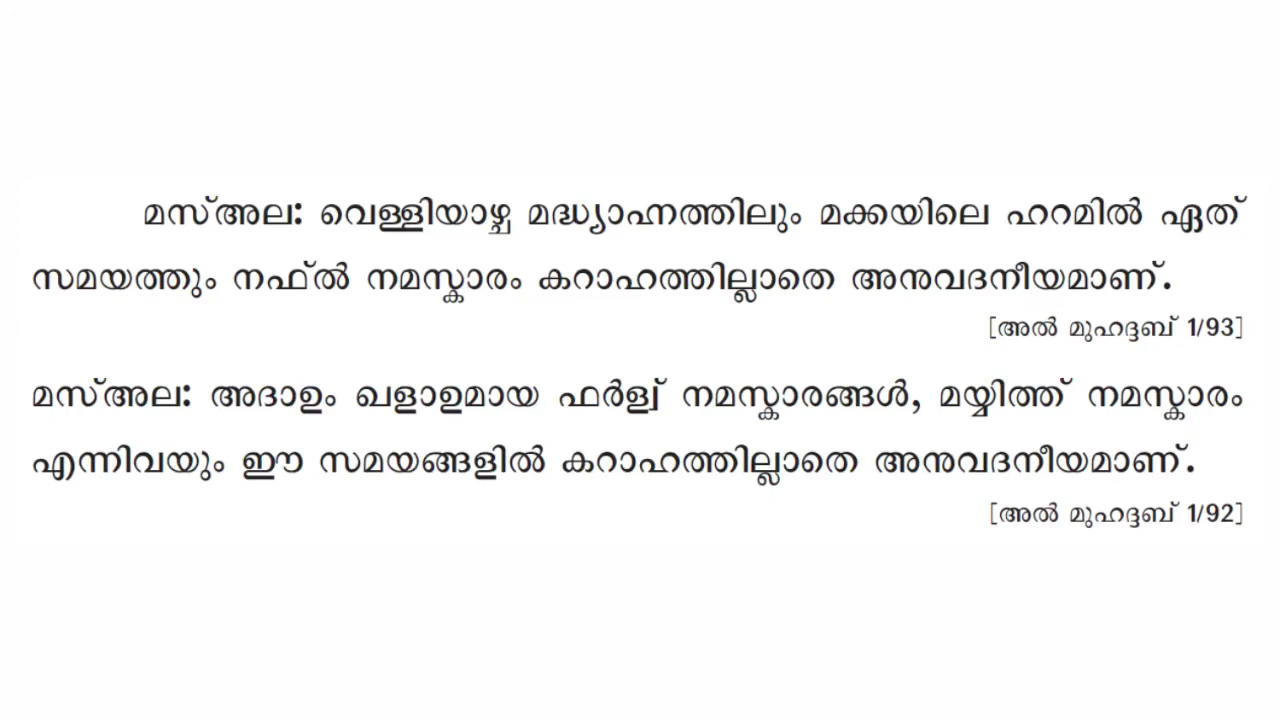 മസ്അല: വെള്ളിയാഴ്ച മദ്ധ്യാഹ്നത്തിലും മക്കയിലെ ഹറമിൽ ഏത്
സമയത്തും നഫ്ൽ നമസ്കാരം കറാഹത്തില്ലാതെ അനുവദനീയമാണ്.
[അൽ മുഹദ്ദബ് 1/93]
മസ്അല: അദാഉം ഖളാഉമായ ഫർള്വ് നമസ്കാരങ്ങൾ, മയ്യിത്ത് നമസ്കാരം
എന്നിവയും ഈ സമയങ്ങളിൽ കറാഹത്തില്ലാതെ അനുവദനീയമാണ്.
[അൽ മുഹദ്ദബ് 1/92]